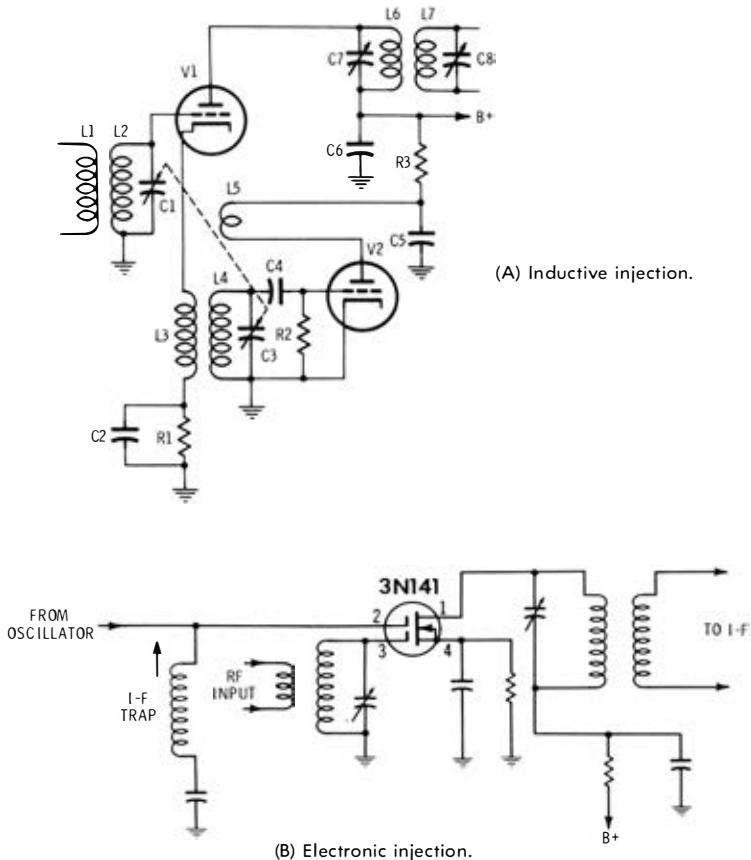 L6 L7
C7 C8
V1
B+
L1 L2
C6
R3
C1
L5
V2
C5
(A) Inductive injection.
L4 C4
L3
R2
C3
C2 R1
3N141
FROM
OSCILLATOR
2 1
3 4
TO I-F
RF
INPUT
I-F
TRAP
B+
(B) Electronic injection.